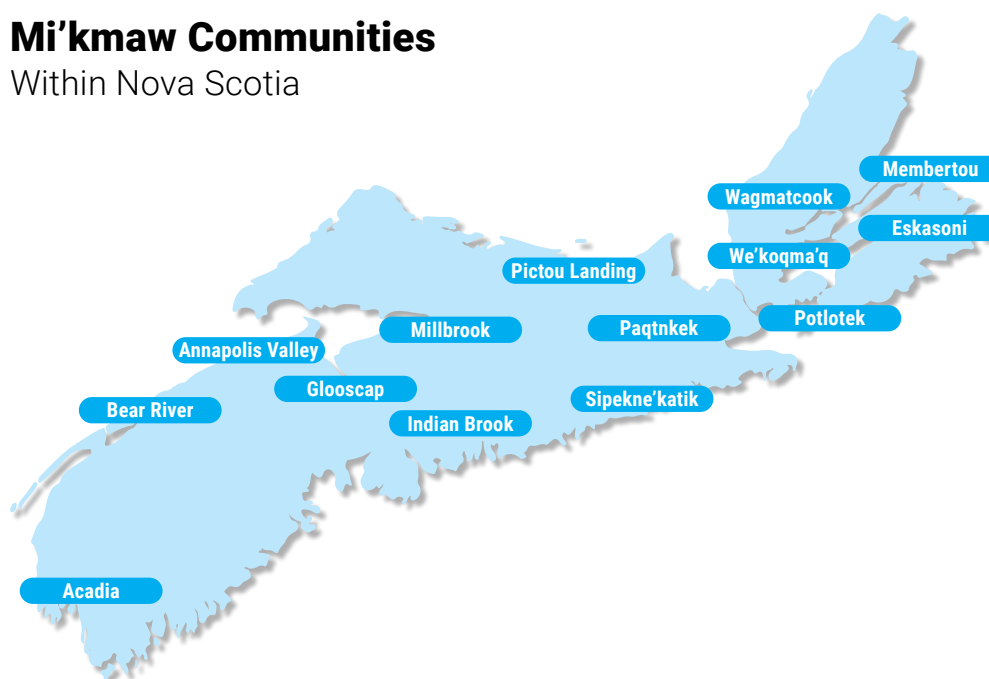 Mi’kmaw Communities
Within Nova Scotia
Membertou
Wagmatcook
Eskasoni
We’koqma’q
Pictou Landing
Potlotek
Millbrook
Paqtnkek
Annapolis Valley
Glooscap
Sipekne’katik
Bear River
Indian Brook
Acadia